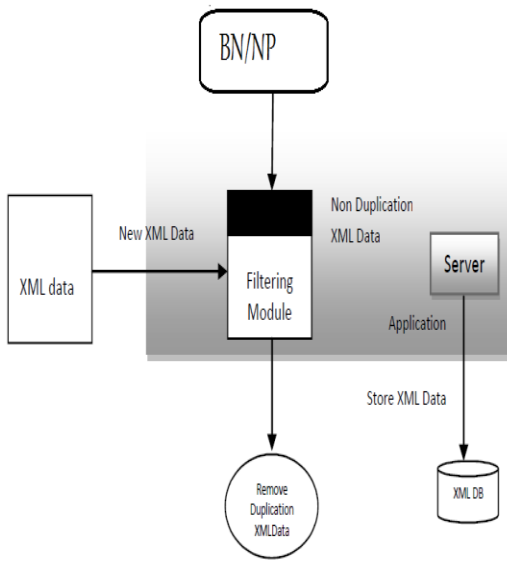 BN/NP
Non Duplication
XML Data
New XML Data
XML data
Filtering
Module
Server
Application
Store XML Data
Remove
Duplication
XMLData
XML DB